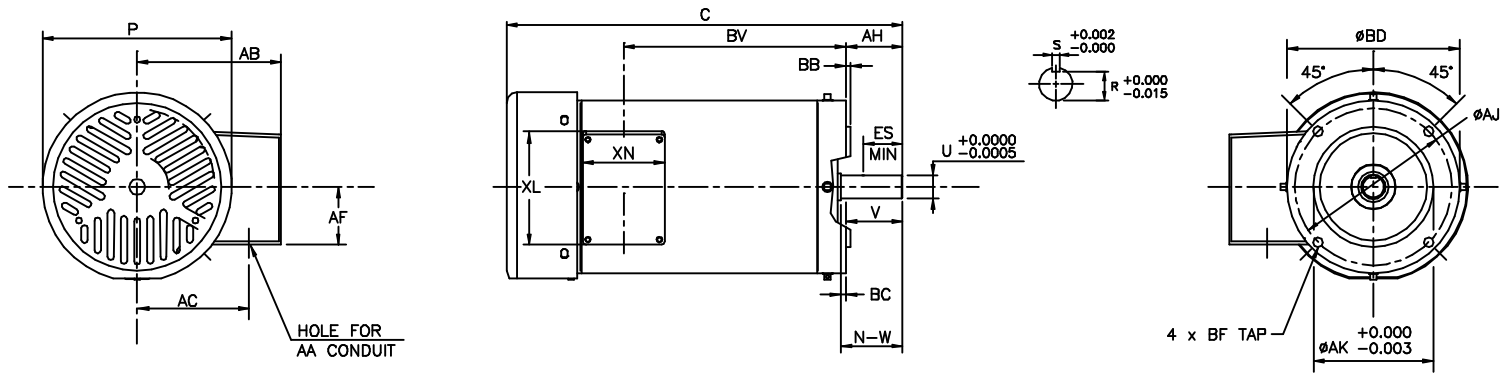 P
AB
AF
AC
HOLE FOR
AA CONDUIT
C
BV
AH
BB
XN
XL
ES
MIN
U +0.0000
-0.0005
V
BC
N-W
S +0.002
-0.000
R +0.000
-0.015
øBD
45°
45°
øAJ
4 x BF TAP
øAK +0.000
-0.003